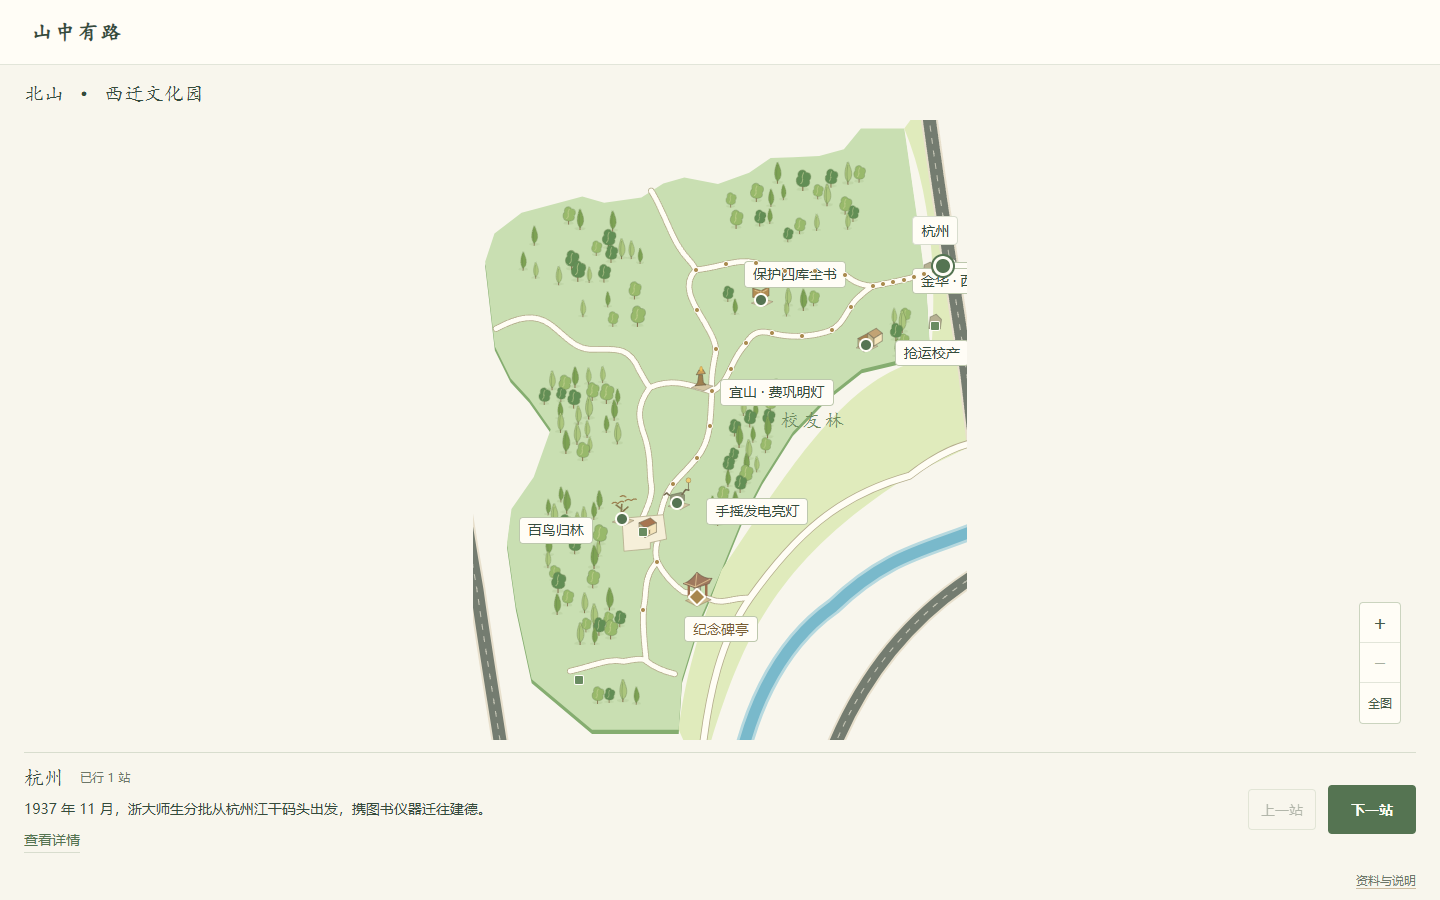 山中有路
北山 • 西迁文化园
杭州
保护四库全书
金华 · 西
抢运校产
宜山 · 费巩明灯
校友林
手摇发电亮灯
百鸟归林
纪念碑亭
+
−
全图
杭州 已行 1 站
1937 年 11 月，浙大师生分批从杭州江干码头出发，携图书仪器迁往建德。
查看详情
上一站
下一站
资料与说明